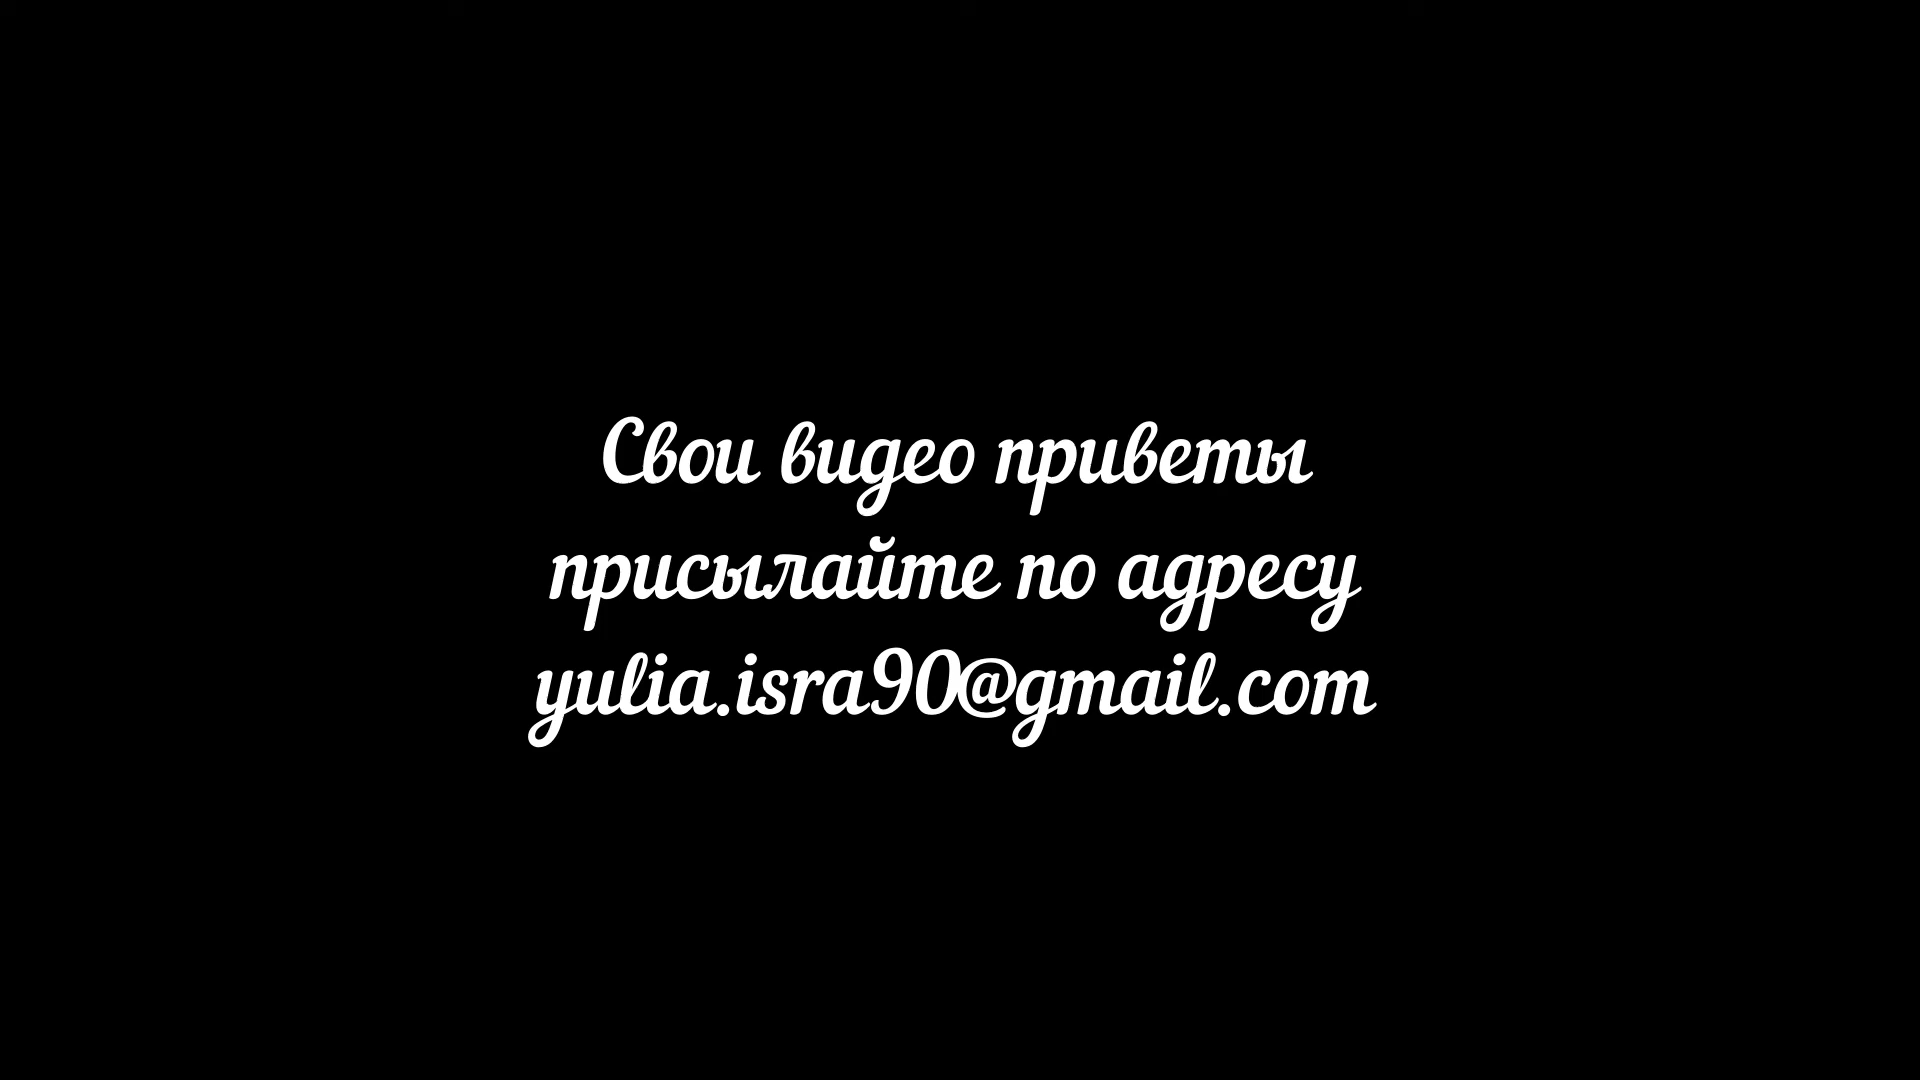 Свои видео приветы
присылайте по адресу
yulia.isra90@gmail.com